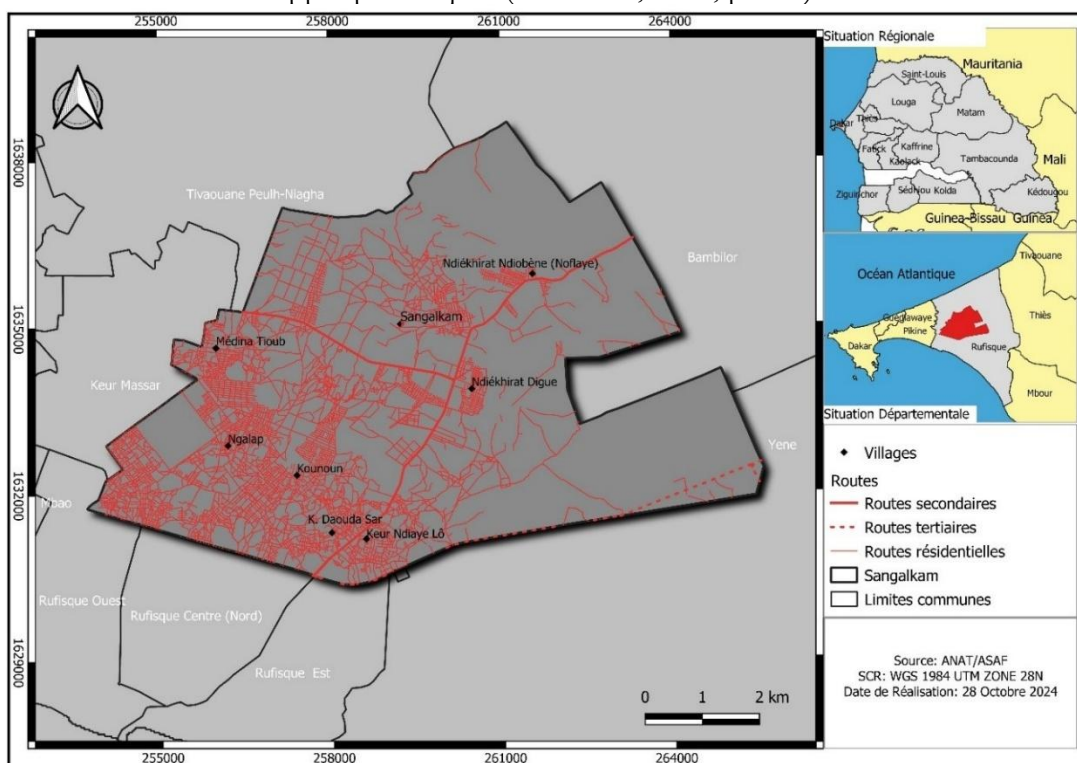 255000
258000
261000
264000
1638000
1635000
1632000
1629000
Tivaouane Peulh-Niagha
Bambilor
Ndiékhirat Ndiobène (Noflaye)
Sangalkam
Médina Tioub
Keur Massar
Ndiékhirat Digue
Ngalap
Yene
Kounoun
Mbao
K. Daouda Sar
Keur Ndiaye Lô
Rufisque Ouest
Rufisque Centre (Nord)
Rufisque Est
0 1 2 km
255000
258000
261000
264000
Situation Régionale
Mauritania
Saint-Louis
Louga
Matam
Dakar
Thiès
Fatick
Kaffrine
Kaolack
Tambacounda
Mali
Ziguinchor
Sédhiou
Kolda
Kédougou
Guinea-Bissau
Guinea
Océan Atlantique
Tivaouane
Guédiawaye
Pikine
Thiès
Dakar
Rufisque
Mbour
Situation Départementale
Villages
Routes
Routes secondaires
Routes tertiaires
Routes résidentielles
Sangalkam
Limites communes
Source: ANAT/ASAF
SCR: WGS 1984 UTM ZONE 28N
Date de Réalisation: 28 Octobre 2024